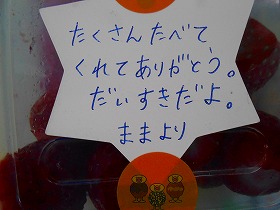 たくさんたべて
くれてありがとう。
だいすきだよ。
ままより